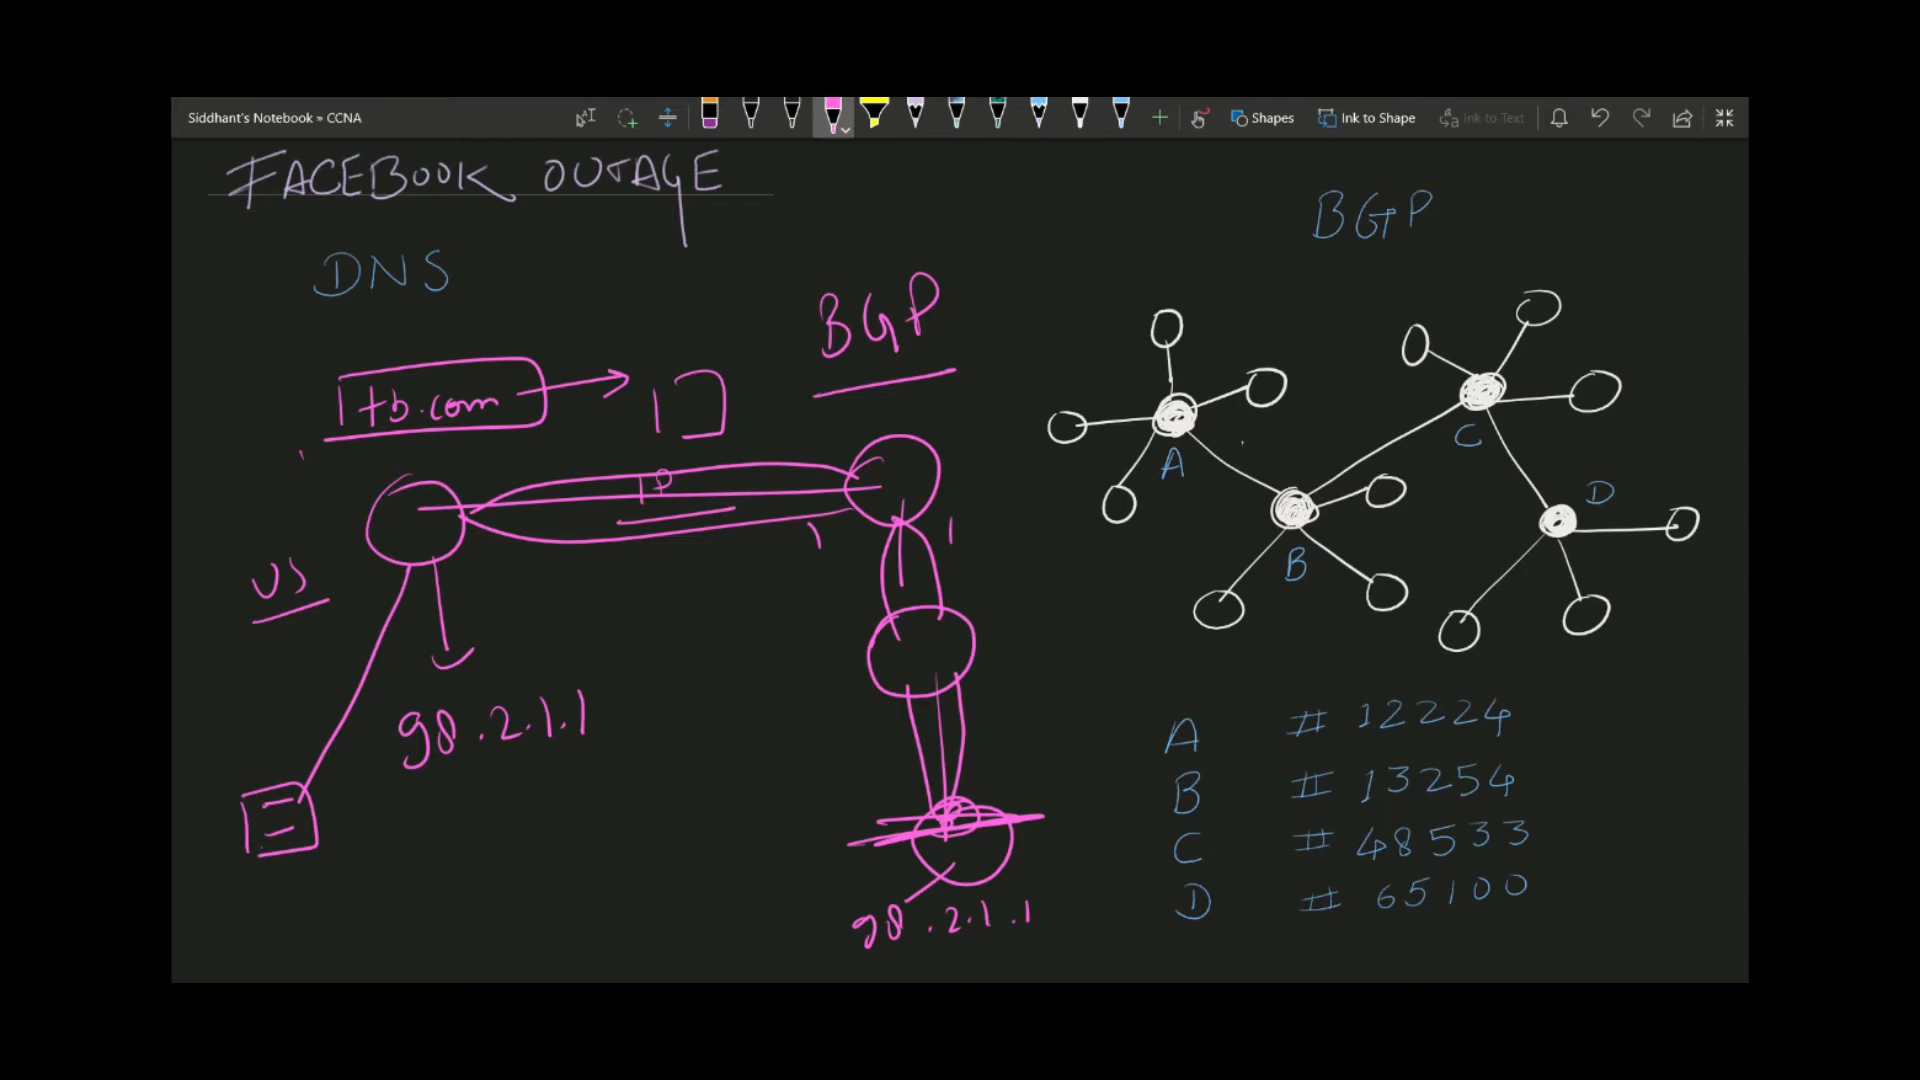 Siddhant's Notebook » CCNA
Shapes
Ink to Shape
Ink to Text
FACEBOOK OUTAGE
DNS
BGP
BGP
fb.com
IP
US
98.2.1.1
98.2.1.1
A
B
C
D
A # 12224
B # 13254
C # 48533
D # 65100